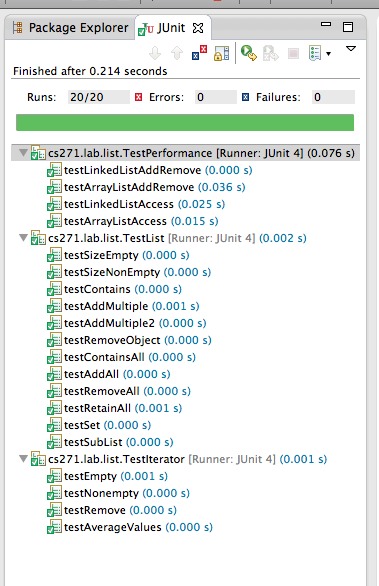 Package Explorer JUnit
Finished after 0.214 seconds
Runs: 20/20 Errors: 0 Failures: 0
cs271.lab.list.TestPerformance [Runner: JUnit 4] (0.076 s)
testLinkedListAddRemove (0.000 s)
testArrayListAddRemove (0.036 s)
testLinkedListAccess (0.025 s)
testArrayListAccess (0.015 s)
cs271.lab.list.TestList [Runner: JUnit 4] (0.002 s)
testSizeEmpty (0.000 s)
testSizeNonEmpty (0.000 s)
testContains (0.000 s)
testAddMultiple (0.001 s)
testAddMultiple2 (0.000 s)
testRemoveObject (0.000 s)
testContainsAll (0.000 s)
testAddAll (0.000 s)
testRemoveAll (0.000 s)
testRetainAll (0.001 s)
testSet (0.000 s)
testSubList (0.000 s)
cs271.lab.list.TestIterator [Runner: JUnit 4] (0.001 s)
testEmpty (0.001 s)
testNonempty (0.000 s)
testRemove (0.000 s)
testAverageValues (0.000 s)